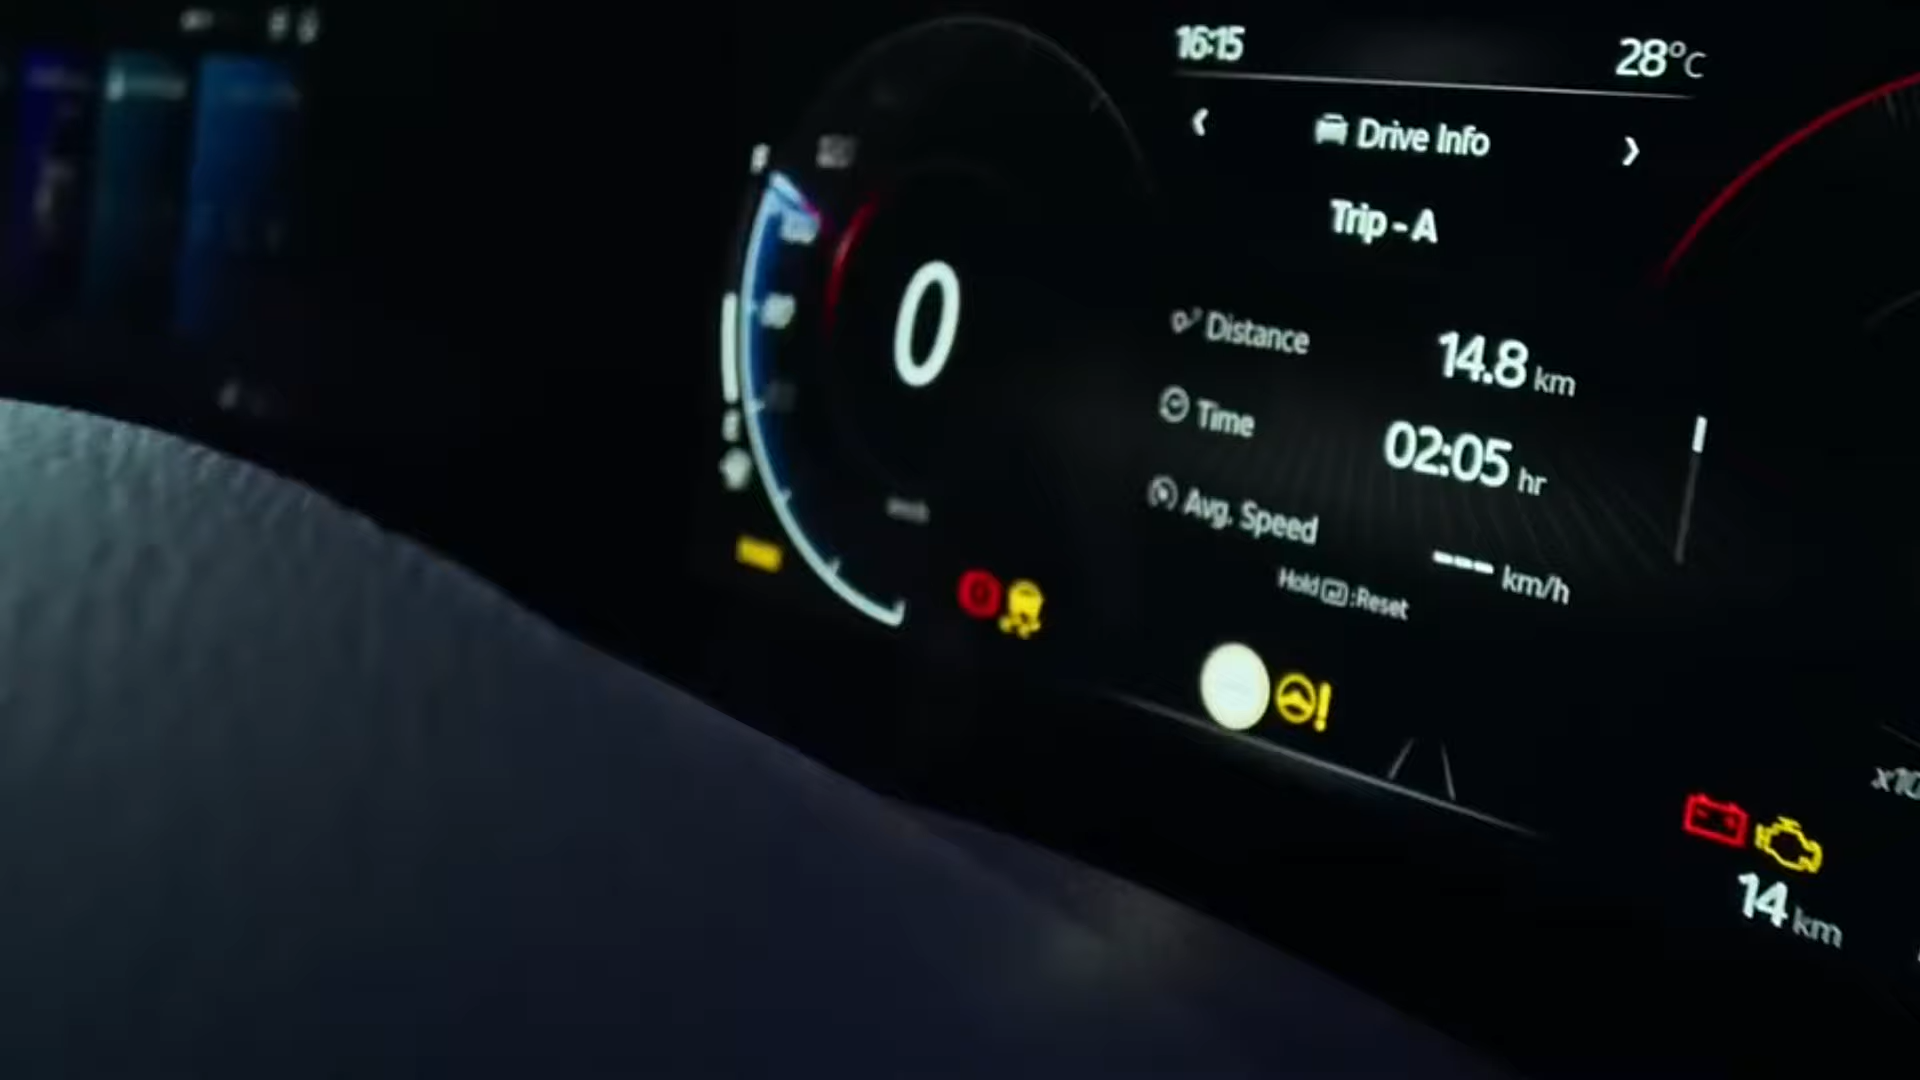 16:15
28°C
Drive Info
Trip - A
Distance
14.8 km
Time
02:05 hr
Avg. Speed
--- km/h
Hold :Reset
0
14 km